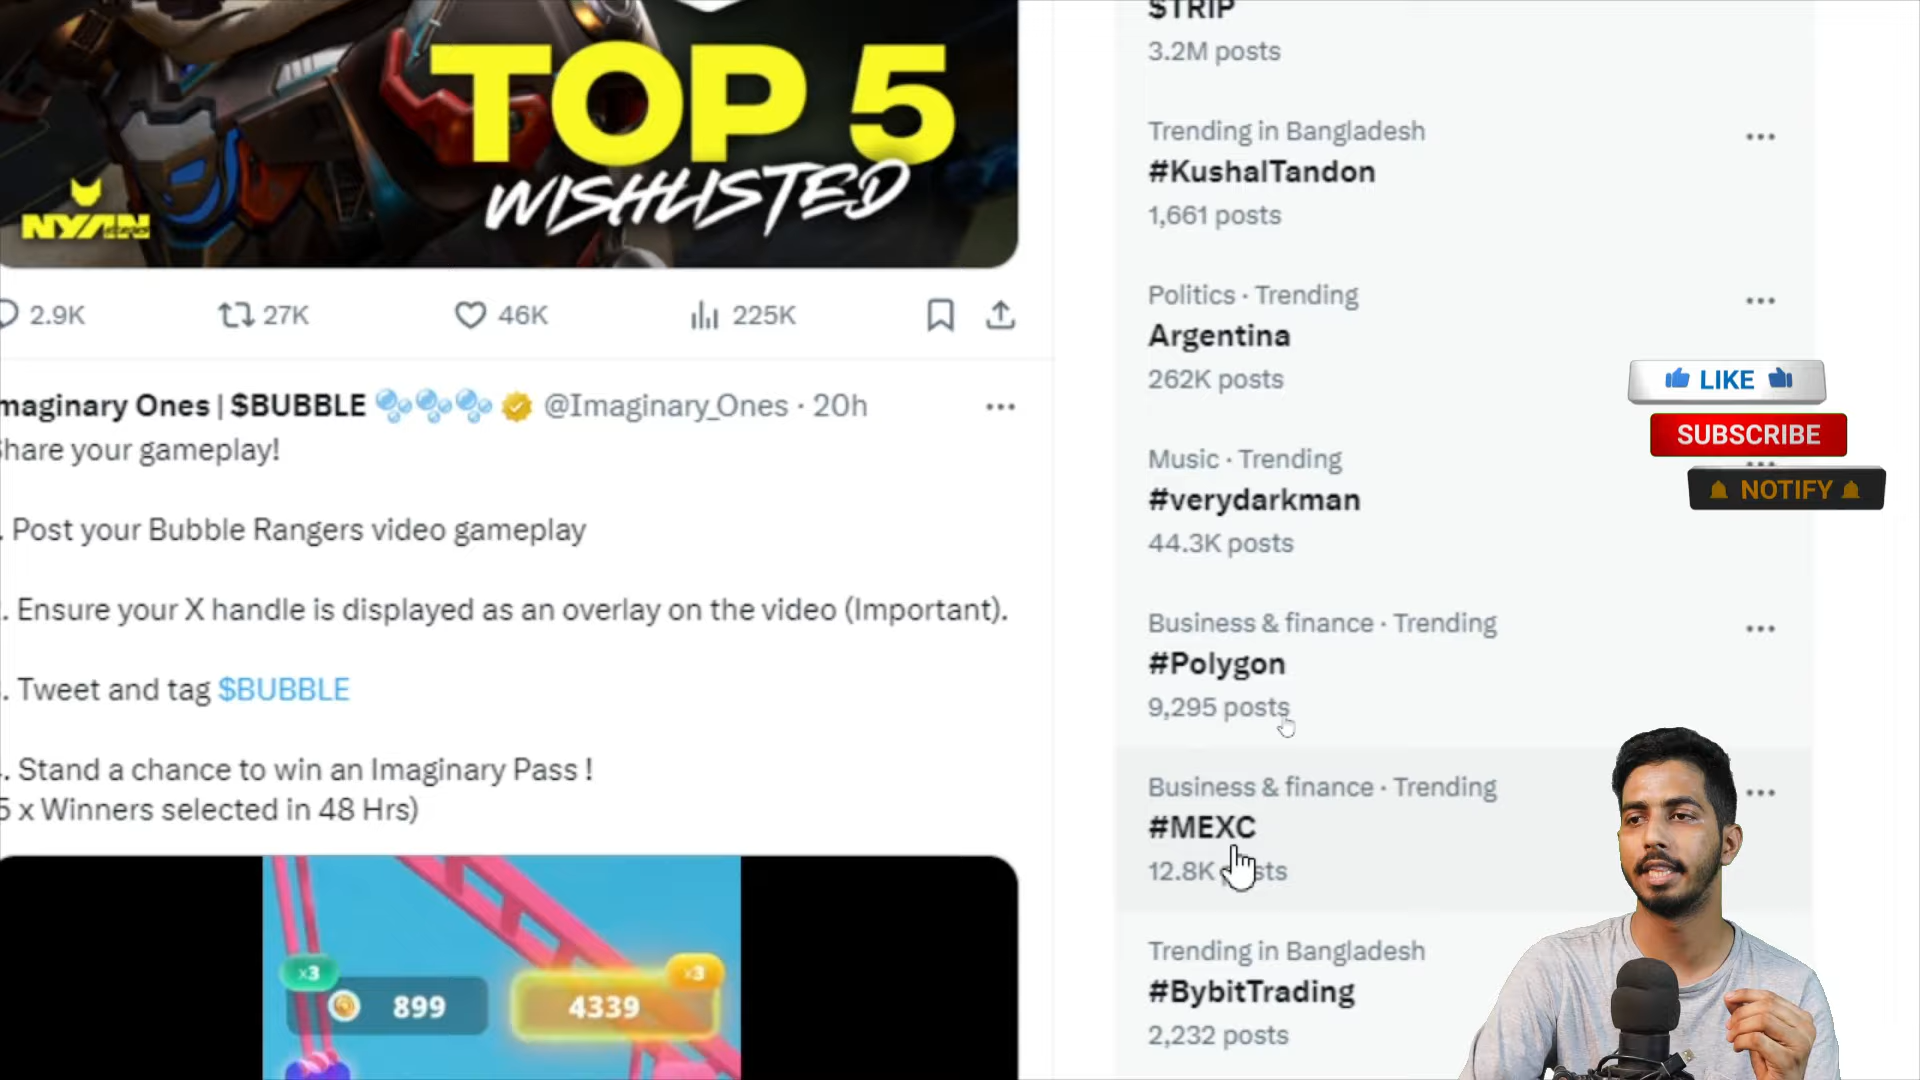 TOP 5
WISHLISTED
NYAN
2.9K
27K
46K
225K
maginary Ones | $BUBBLE @Imaginary_Ones · 20h
hare your gameplay!
. Post your Bubble Rangers video gameplay
. Ensure your X handle is displayed as an overlay on the video (Important).
. Tweet and tag $BUBBLE
. Stand a chance to win an Imaginary Pass !
5 x Winners selected in 48 Hrs)
x3
899
x3
4339
$TRIP
3.2M posts
Trending in Bangladesh
#KushalTandon
1,661 posts
Politics · Trending
Argentina
262K posts
Music · Trending
#verydarkman
44.3K posts
Business & finance · Trending
#Polygon
9,295 posts
Business & finance · Trending
#MEXC
12.8K posts
Trending in Bangladesh
#BybitTrading
2,232 posts
LIKE
SUBSCRIBE
NOTIFY